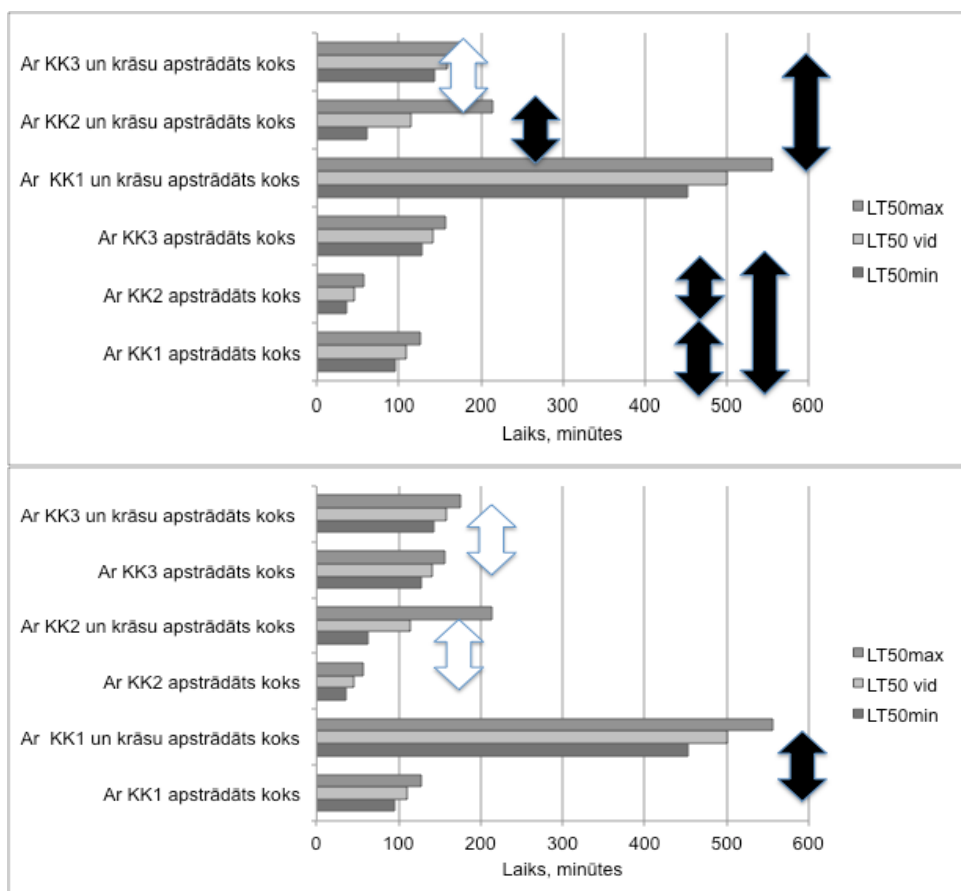 Ar KK3 un krāsu apstrādāts koks
Ar KK2 un krāsu apstrādāts koks
Ar KK1 un krāsu apstrādāts koks
Ar KK3 apstrādāts koks
Ar KK2 apstrādāts koks
Ar KK1 apstrādāts koks
0 100 200 300 400 500 600
Laiks, minūtes
LT50max
LT50 vid
LT50min
Ar KK3 un krāsu apstrādāts koks
Ar KK3 apstrādāts koks
Ar KK2 un krāsu apstrādāts koks
Ar KK2 apstrādāts koks
Ar KK1 un krāsu apstrādāts koks
Ar KK1 apstrādāts koks
0 100 200 300 400 500 600
Laiks, minūtes
LT50max
LT50 vid
LT50min